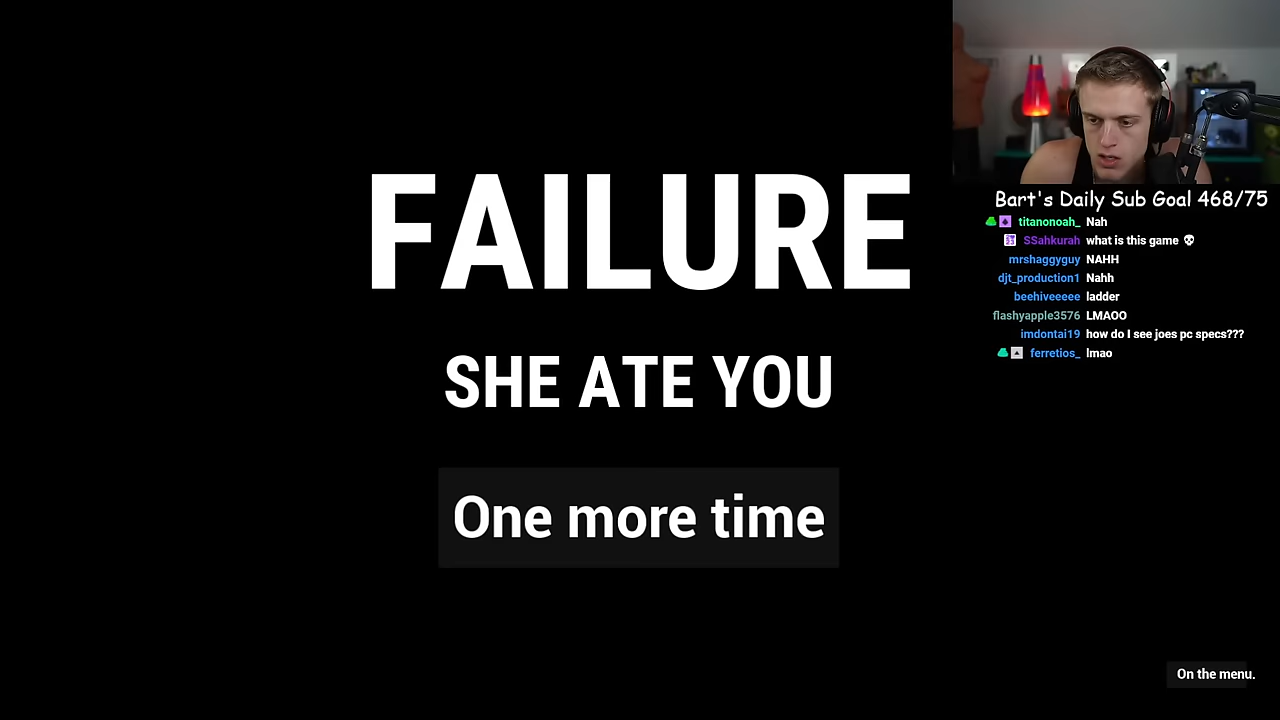 FAILURE
SHE ATE YOU
One more time
On the menu.
Bart's Daily Sub Goal 468/75
titanonoah_ Nah
SSahkurah what is this game 💀
mrshaggyguy NAHH
djt_production1 Nahh
beehiveeeee ladder
flashyapple3576 LMAOO
imdontai19 how do I see joes pc specs???
ferretios_ lmao